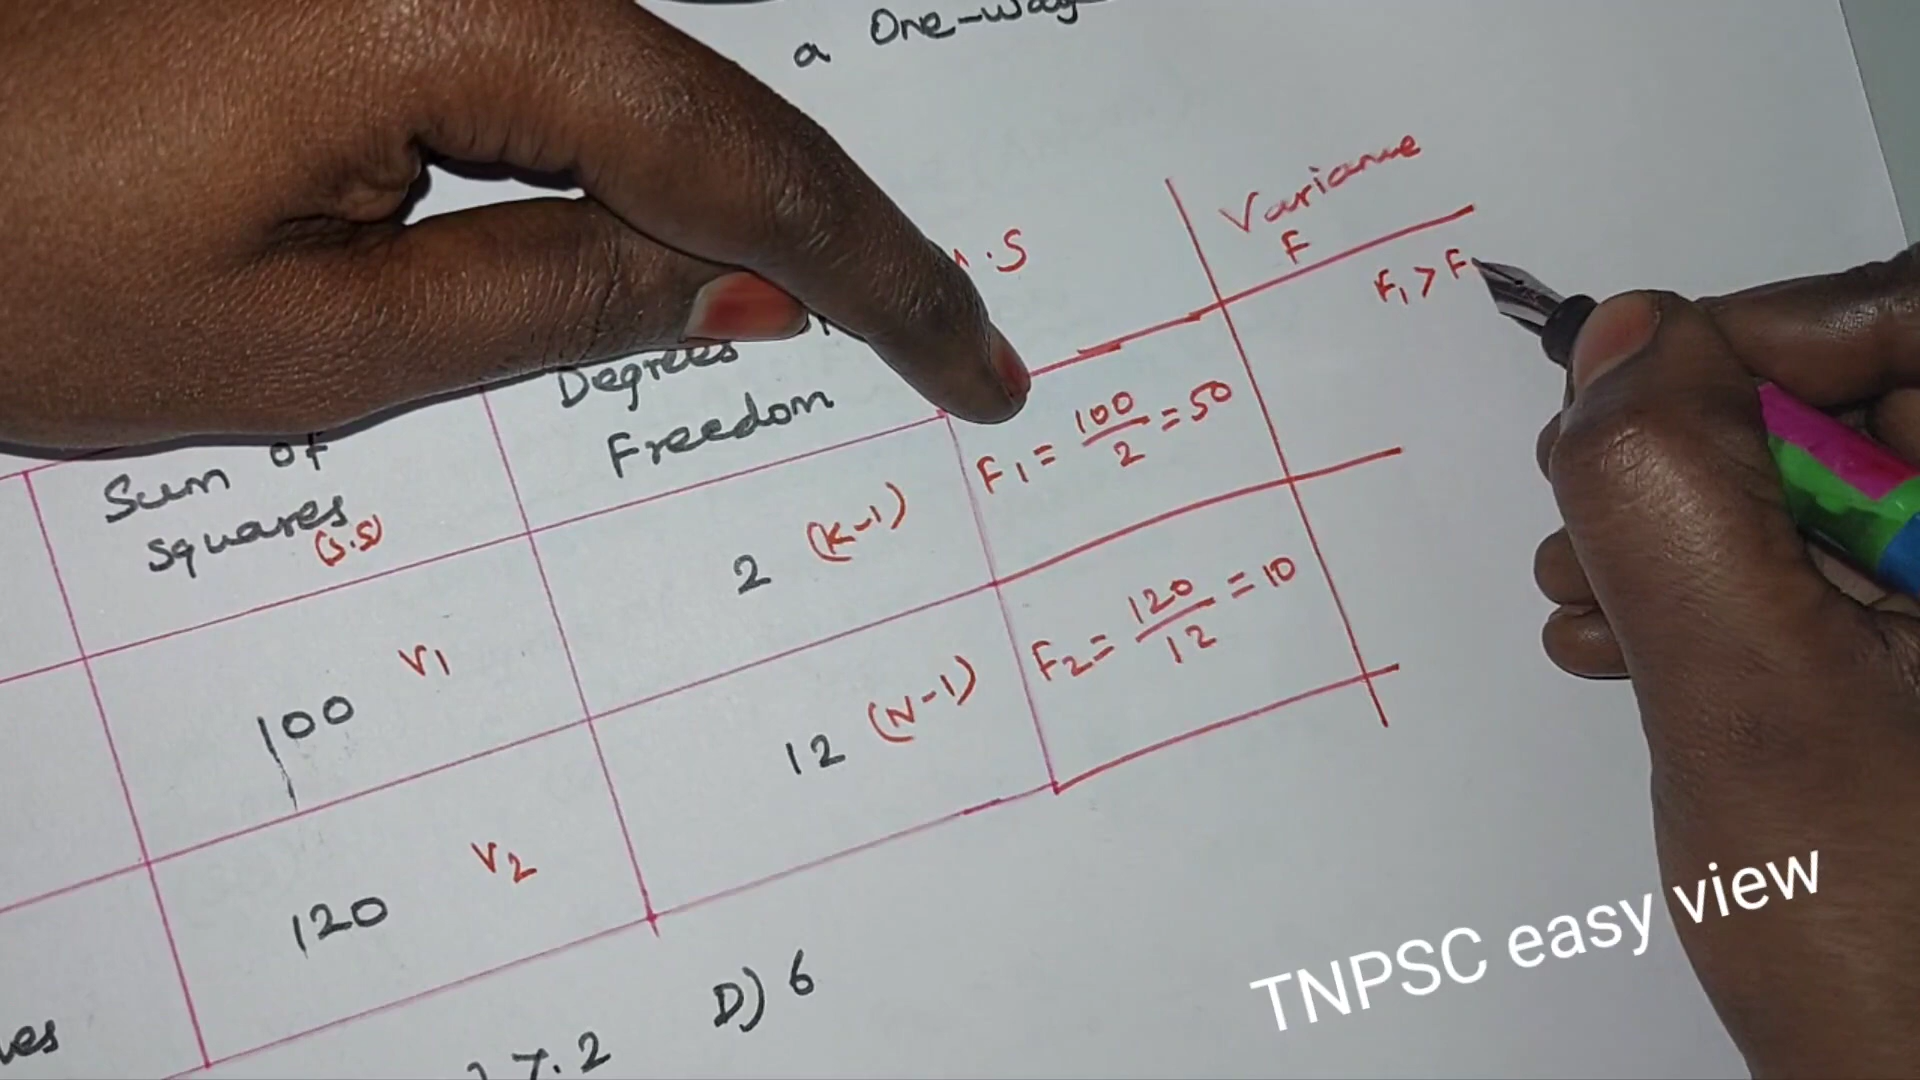 a One-way
Variance
F
M.S
F₁ > F
Sum of
squares
(S.S)
Degrees
Freedom
F₁ = 100/2 = 50
100 V₁
2 (K-1)
F₂ = 120/12 = 10
120 V₂
12 (N-1)
D) 6
7.2
TNPSC easy view